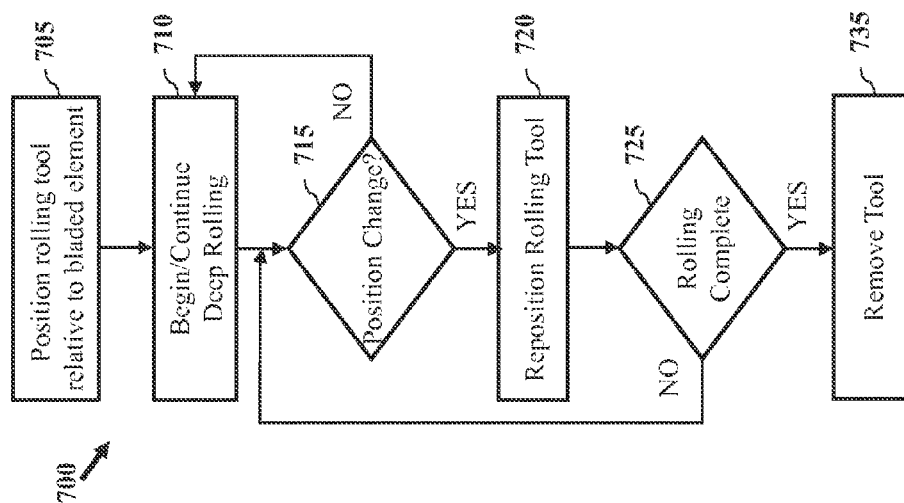 700
705
Position rolling tool
relative to bladed element
710
Begin/Continue
Deep Rolling
NO
715
Position Change?
YES
720
Reposition Rolling Tool
725
Rolling
Complete
NO
YES
735
Remove Tool